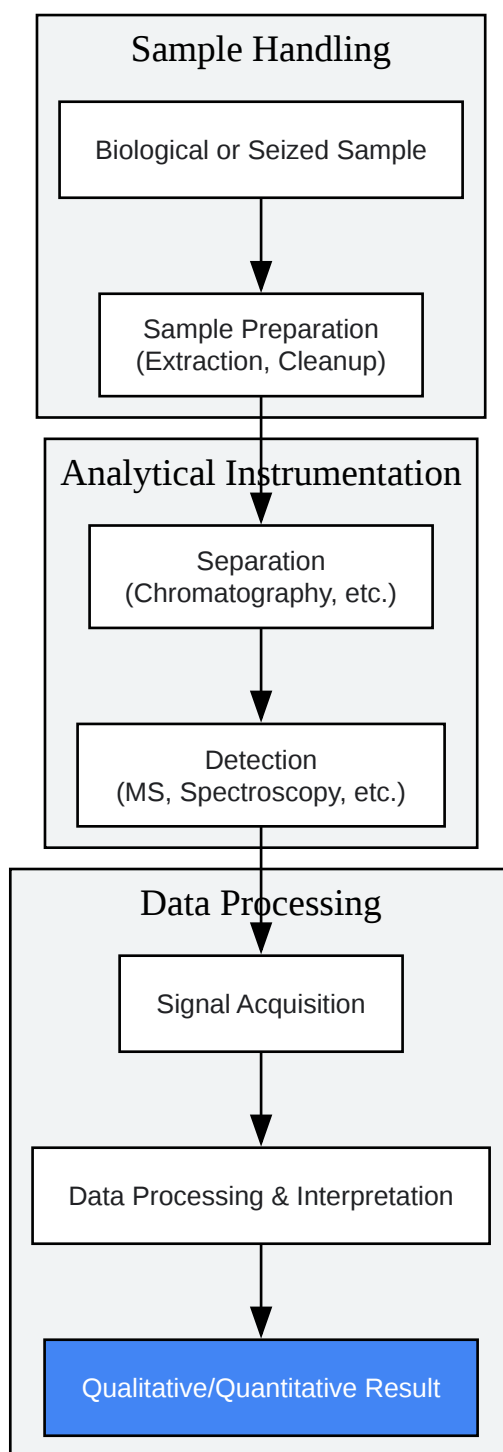 Sample Handling
Biological or Seized Sample
Sample Preparation
(Extraction, Cleanup)
Analytical Instrumentation
Separation
(Chromatography, etc.)
Detection
(MS, Spectroscopy, etc.)
Data Processing
Signal Acquisition
Data Processing & Interpretation
Qualitative/Quantitative Result